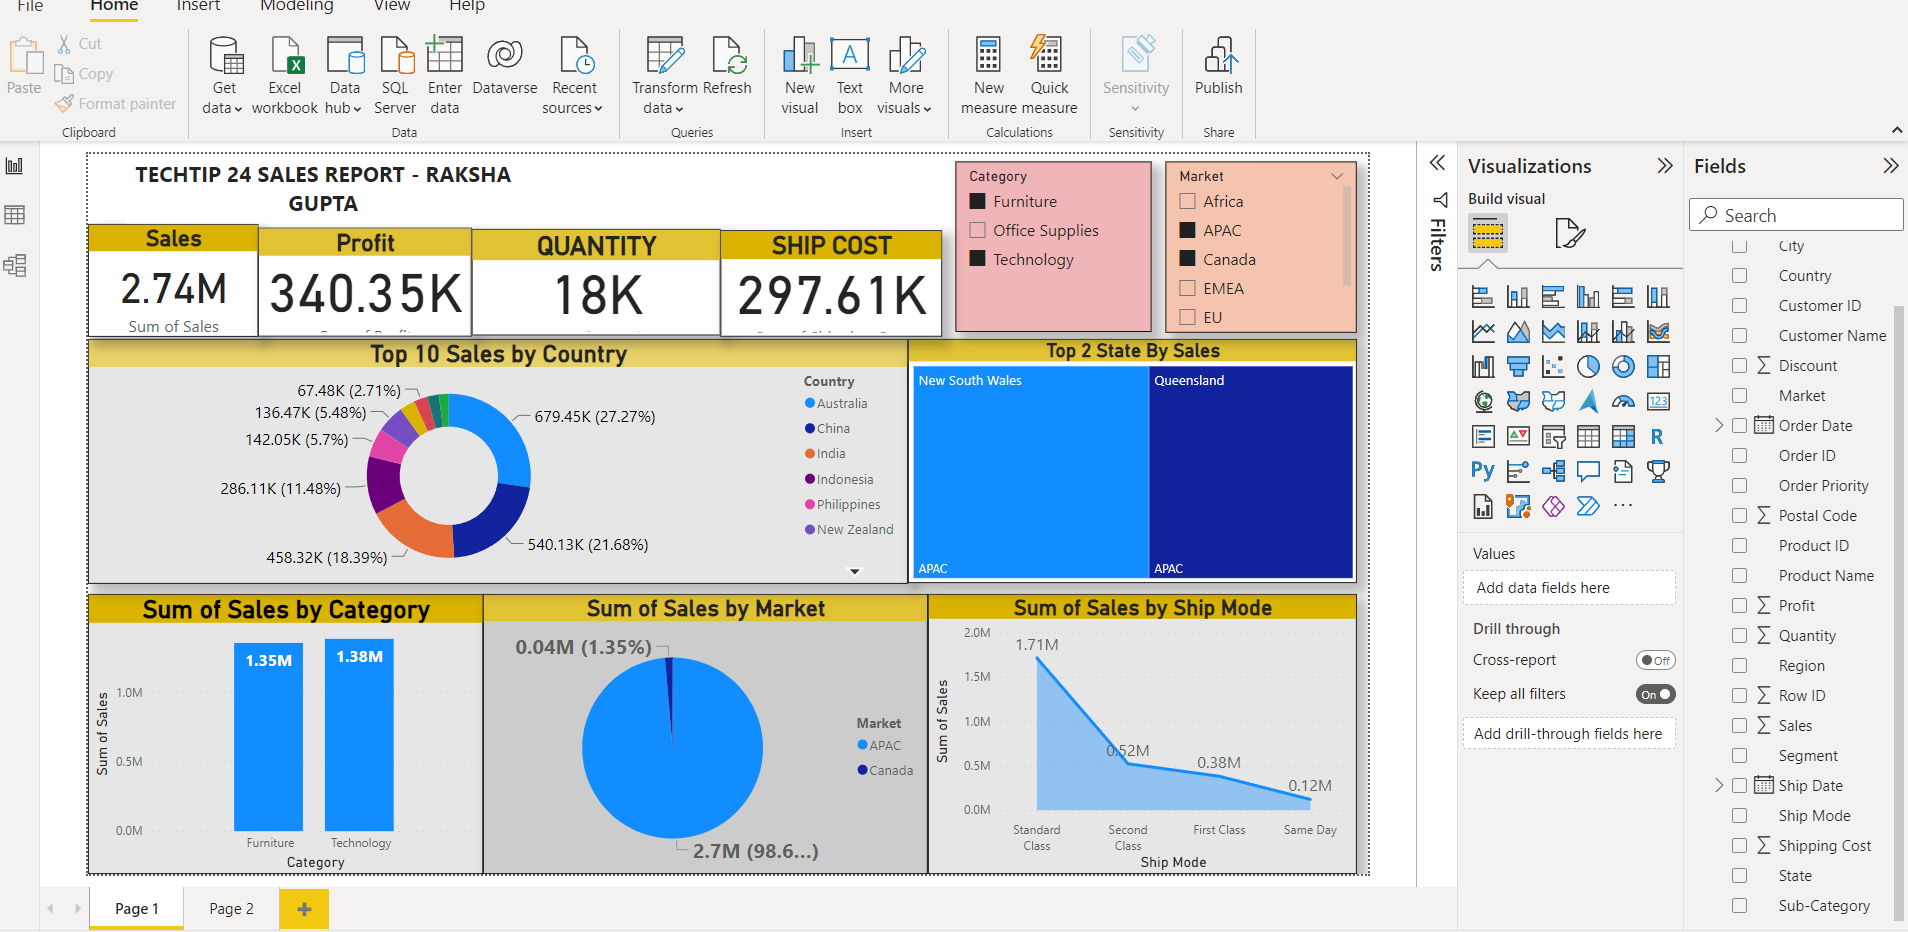 File Home Insert Modeling View Help
Paste
Cut
Copy
Format painter
Clipboard
Get data
Excel workbook
Data hub
SQL Server
Enter data
Dataverse
Recent sources
Data
Transform data
Refresh
Queries
New visual
Text box
More visuals
Insert
New measure
Quick measure
Calculations
Sensitivity
Sensitivity
Publish
Share
TECHTIP 24 SALES REPORT - RAKSHA
GUPTA
Sales
2.74M
Sum of Sales
Profit
340.35K
QUANTITY
18K
SHIP COST
297.61K
Category
Furniture
Office Supplies
Technology
Market
Africa
APAC
Canada
EMEA
EU
Top 10 Sales by Country
67.48K (2.71%)
136.47K (5.48%)
142.05K (5.7%)
286.11K (11.48%)
458.32K (18.39%)
679.45K (27.27%)
540.13K (21.68%)
Country
Australia
China
India
Indonesia
Philippines
New Zealand
Top 2 State By Sales
New South Wales
APAC
Queensland
APAC
Sum of Sales by Category
Sum of Sales
1.0M
0.5M
0.0M
1.35M
1.38M
Furniture
Technology
Category
Sum of Sales by Market
0.04M (1.35%)
2.7M (98.6...)
Market
APAC
Canada
Sum of Sales by Ship Mode
Sum of Sales
2.0M
1.5M
1.0M
0.5M
0.0M
1.71M
0.52M
0.38M
0.12M
Standard Class
Second Class
First Class
Same Day
Ship Mode
Page 1
Page 2
Filters
Visualizations
Build visual
123
R
Py
Values
Add data fields here
Drill through
Cross-report
Off
Keep all filters
On
Add drill-through fields here
Fields
Search
City
Country
Customer ID
Customer Name
Discount
Market
Order Date
Order ID
Order Priority
Postal Code
Product ID
Product Name
Profit
Quantity
Region
Row ID
Sales
Segment
Ship Date
Ship Mode
Shipping Cost
State
Sub-Category